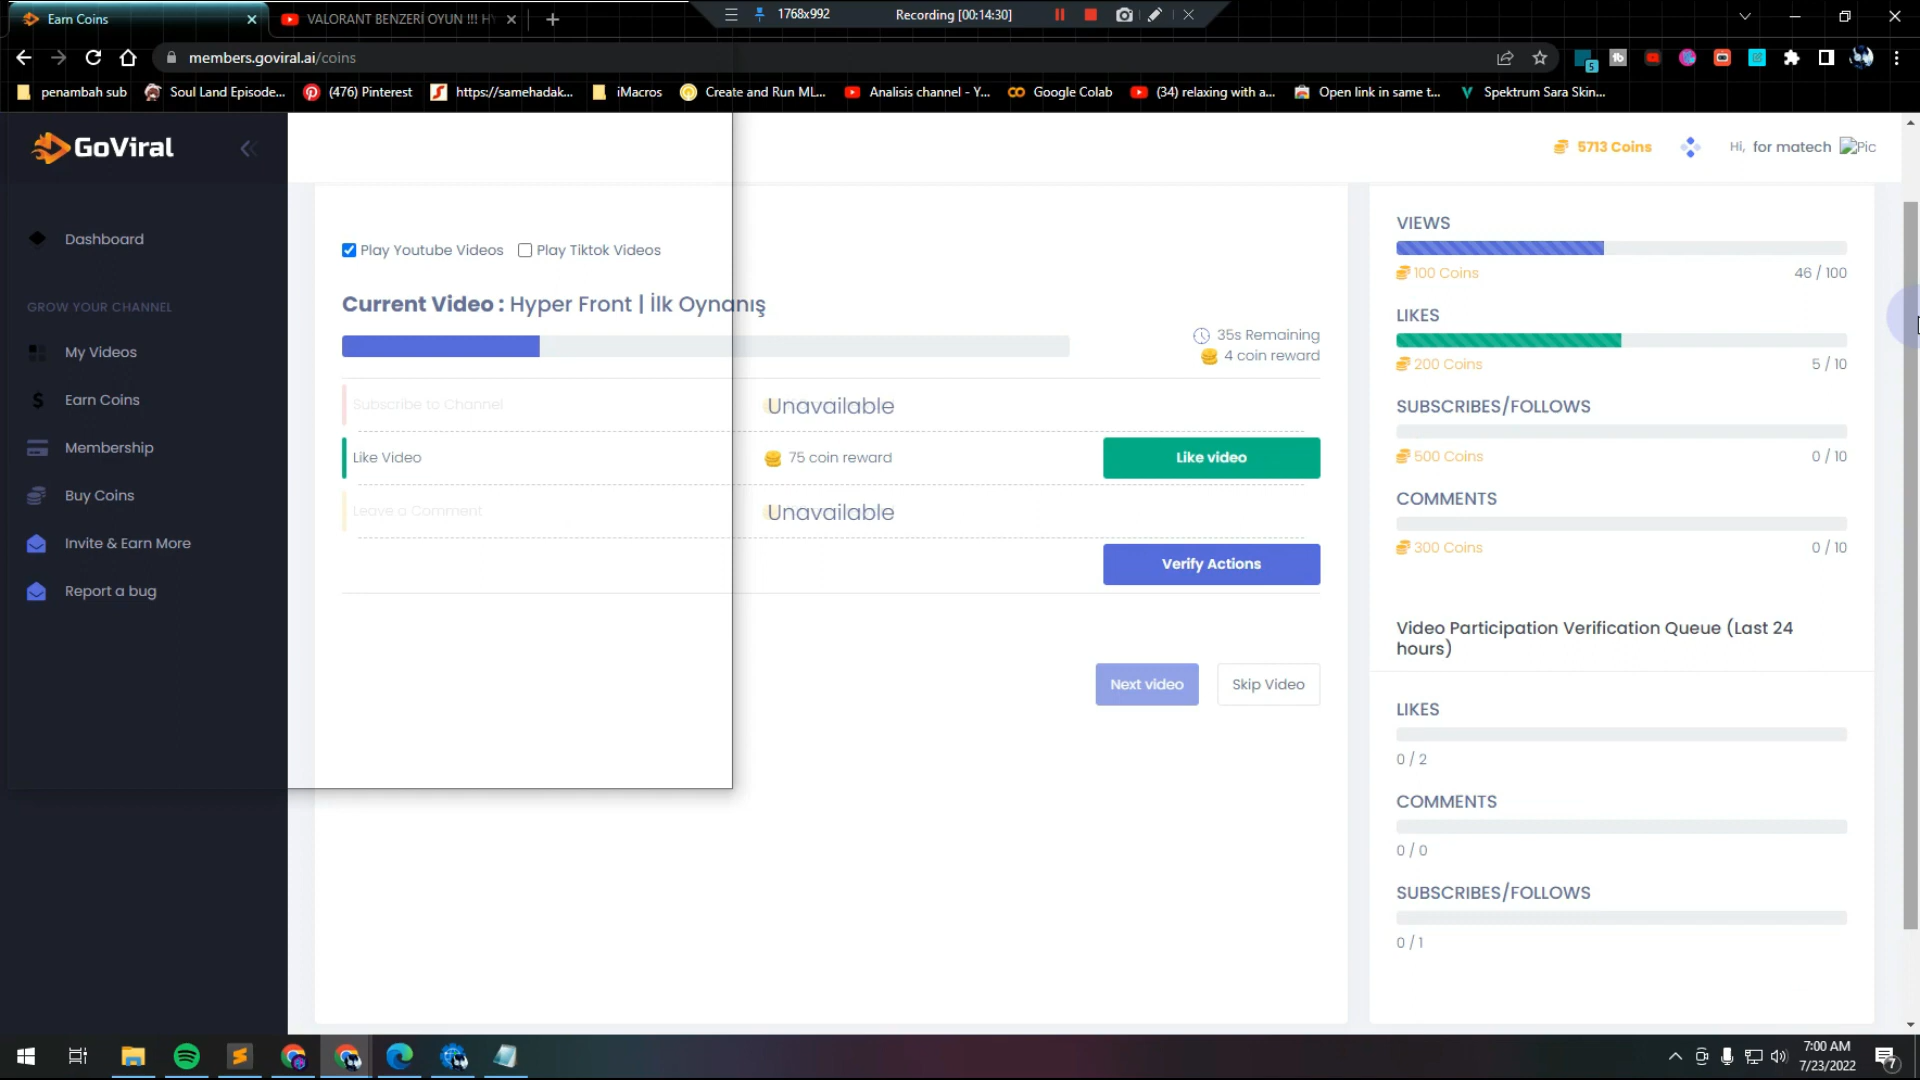 Earn Coins
VALORANT BENZERİ OYUN !!! H
1768x992
Recording [00:14:30]
members.goviral.ai/coins
5
penambah sub
Soul Land Episode...
(476) Pinterest
https://samehadak...
iMacros
Create and Run ML...
Analisis channel - Y...
Google Colab
(34) relaxing with a...
Open link in same t...
Spektrum Sara Skin...
GoViral
5713 Coins
Hi, for matech
Pic
Dashboard
GROW YOUR CHANNEL
My Videos
Earn Coins
Membership
Buy Coins
Invite & Earn More
Report a bug
Play Youtube Videos
Play Tiktok Videos
Current Video : Hyper Front | İlk Oynanış
35s Remaining
4 coin reward
Subscribe to Channel
Unavailable
Like Video
75 coin reward
Like video
Leave a Comment
Unavailable
Verify Actions
Next video
Skip Video
VIEWS
100 Coins
46 / 100
LIKES
200 Coins
5 / 10
SUBSCRIBES/FOLLOWS
500 Coins
0 / 10
COMMENTS
300 Coins
0 / 10
Video Participation Verification Queue (Last 24
hours)
LIKES
0 / 2
COMMENTS
0 / 0
SUBSCRIBES/FOLLOWS
0 / 1
7:00 AM
7/23/2022
7